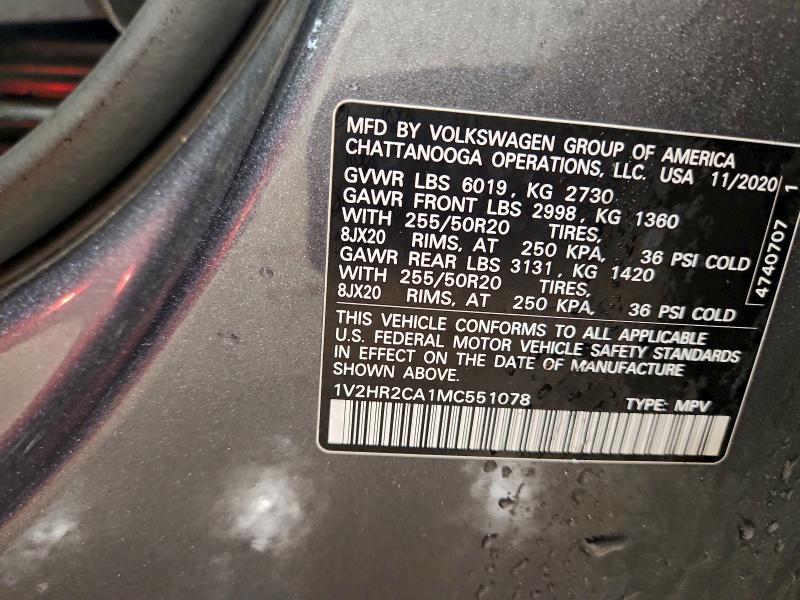 MFD BY VOLKSWAGEN GROUP OF AMERICA
CHATTANOOGA OPERATIONS, LLC. USA 11/2020
GVWR LBS 6019, KG 2730
GAWR FRONT LBS 2998, KG 1360
WITH 255/50R20 TIRES,
8JX20 RIMS, AT 250 KPA, 36 PSI COLD
GAWR REAR LBS 3131, KG 1420
WITH 255/50R20 TIRES,
8JX20 RIMS, AT 250 KPA, 36 PSI COLD
THIS VEHICLE CONFORMS TO ALL APPLICABLE
U.S. FEDERAL MOTOR VEHICLE SAFETY STANDARDS
IN EFFECT ON THE DATE OF MANUFACTURE
SHOWN ABOVE.
1V2HR2CA1MC551078 TYPE: MPV
4740707 1